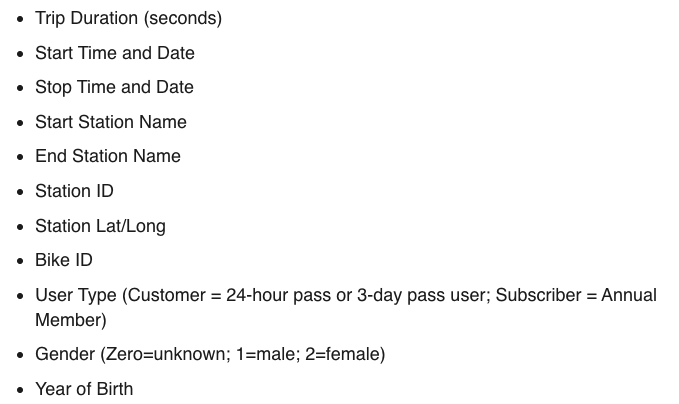 • Trip Duration (seconds)
• Start Time and Date
• Stop Time and Date
• Start Station Name
• End Station Name
• Station ID
• Station Lat/Long
• Bike ID
• User Type (Customer = 24-hour pass or 3-day pass user; Subscriber = Annual
Member)
• Gender (Zero=unknown; 1=male; 2=female)
• Year of Birth